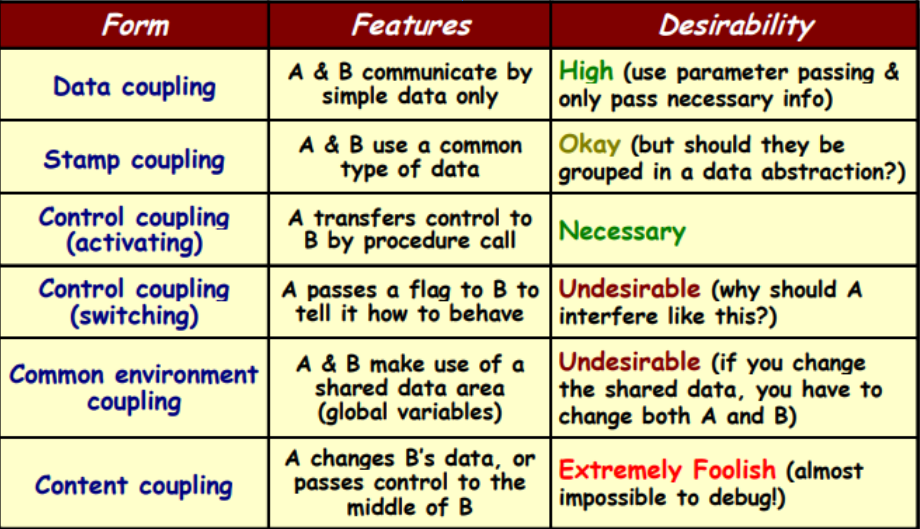 Form Features Desirability
Data coupling
A & B communicate by
simple data only
High (use parameter passing &
only pass necessary info)
Stamp coupling
A & B use a common
type of data
Okay (but should they be
grouped in a data abstraction?)
Control coupling
(activating)
A transfers control to
B by procedure call
Necessary
Control coupling
(switching)
A passes a flag to B to
tell it how to behave
Undesirable (why should A
interfere like this?)
Common environment
coupling
A & B make use of a
shared data area
(global variables)
Undesirable (if you change
the shared data, you have to
change both A and B)
Content coupling
A changes B's data, or
passes control to the
middle of B
Extremely Foolish (almost
impossible to debug!)